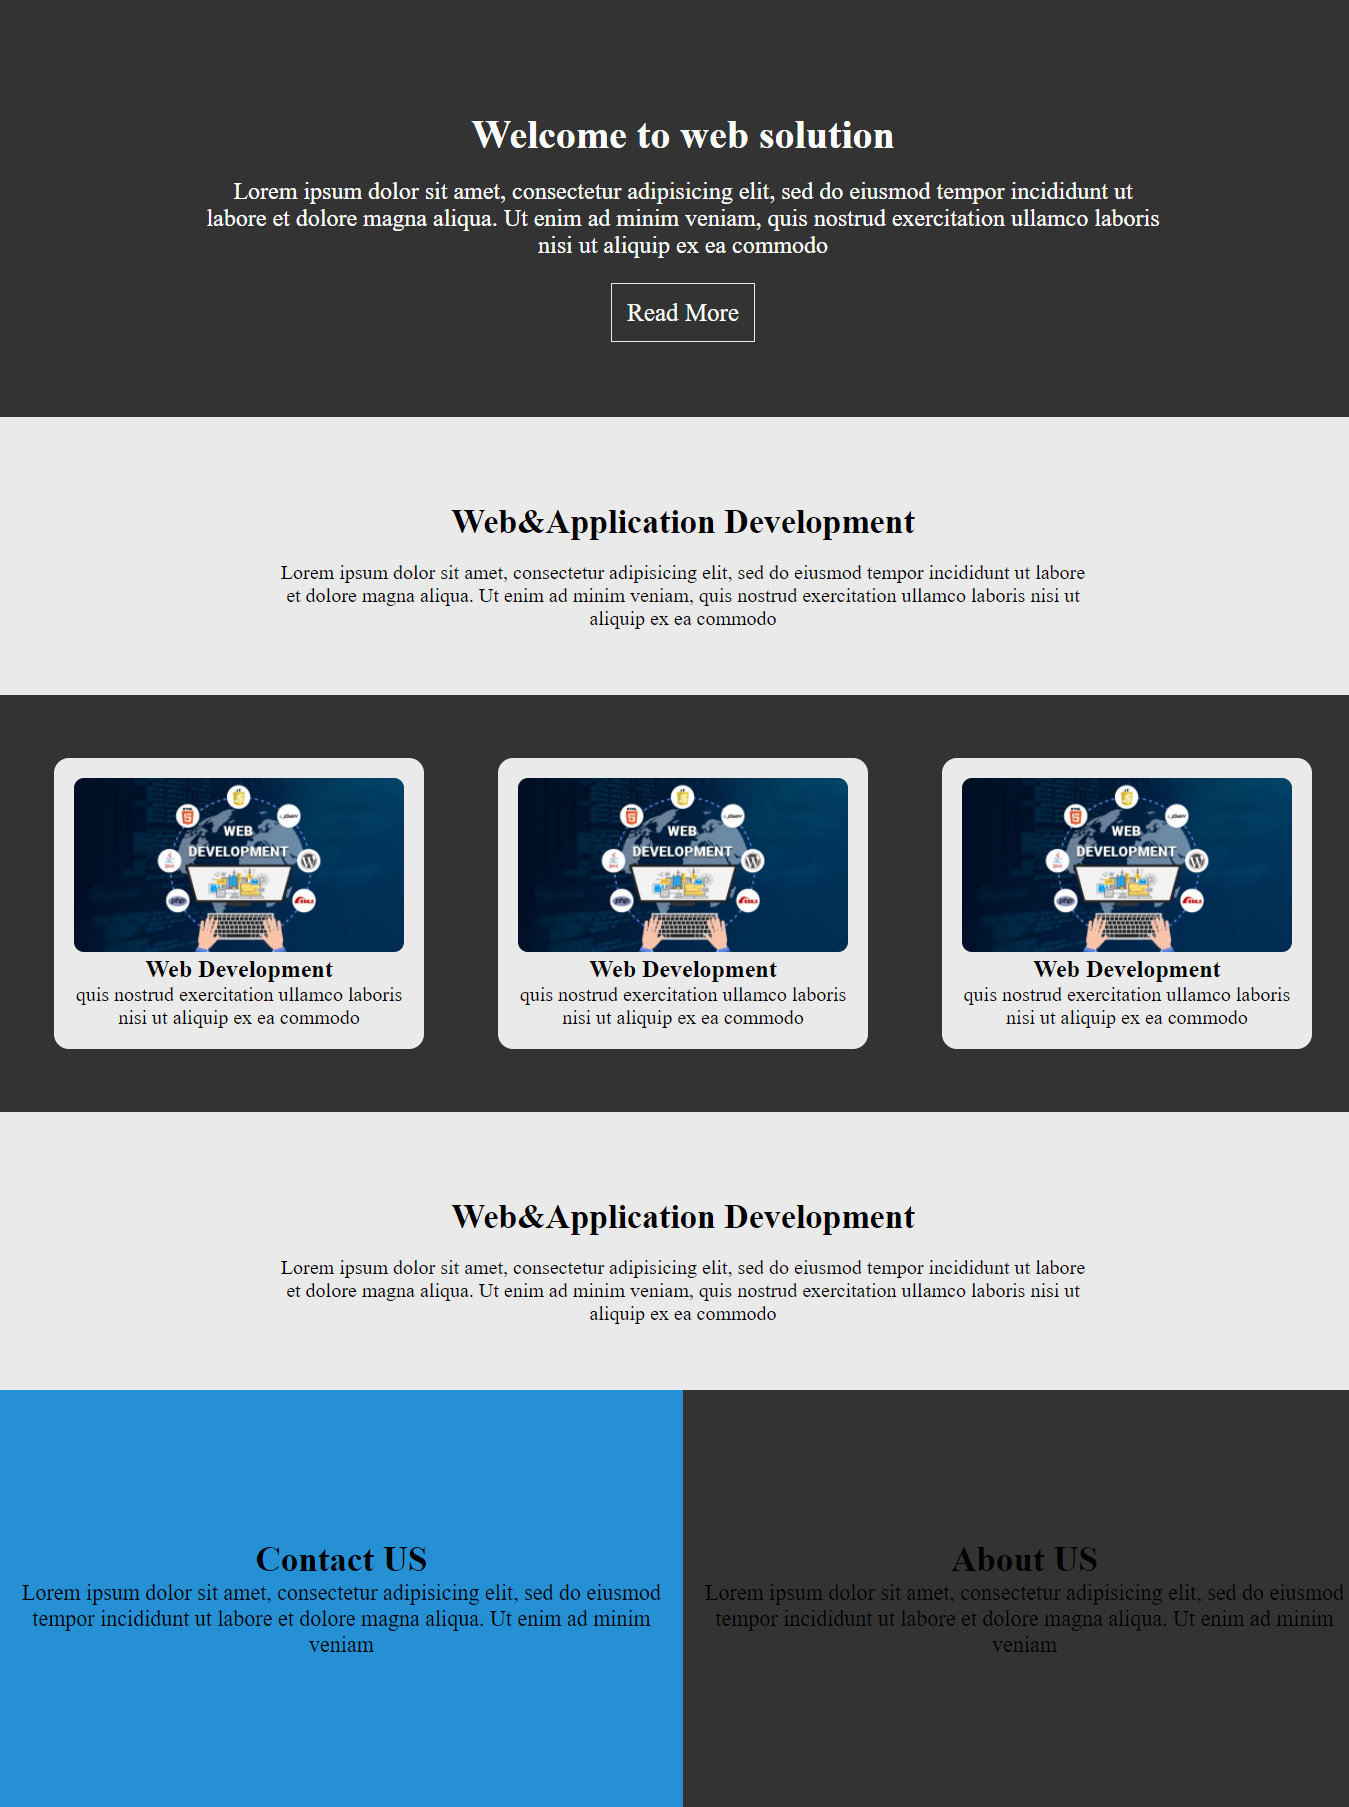 Welcome to web solution
Lorem ipsum dolor sit amet, consectetur adipisicing elit, sed do eiusmod tempor incididunt ut
labore et dolore magna aliqua. Ut enim ad minim veniam, quis nostrud exercitation ullamco laboris
nisi ut aliquip ex ea commodo
Read More
Web&Application Development
Lorem ipsum dolor sit amet, consectetur adipisicing elit, sed do eiusmod tempor incididunt ut labore
et dolore magna aliqua. Ut enim ad minim veniam, quis nostrud exercitation ullamco laboris nisi ut
aliquip ex ea commodo
WEB
DEVELOPMENT
php
Web Development
quis nostrud exercitation ullamco laboris
nisi ut aliquip ex ea commodo
WEB
DEVELOPMENT
php
Web Development
quis nostrud exercitation ullamco laboris
nisi ut aliquip ex ea commodo
WEB
DEVELOPMENT
php
Web Development
quis nostrud exercitation ullamco laboris
nisi ut aliquip ex ea commodo
Web&Application Development
Lorem ipsum dolor sit amet, consectetur adipisicing elit, sed do eiusmod tempor incididunt ut labore
et dolore magna aliqua. Ut enim ad minim veniam, quis nostrud exercitation ullamco laboris nisi ut
aliquip ex ea commodo
Contact US
Lorem ipsum dolor sit amet, consectetur adipisicing elit, sed do eiusmod
tempor incididunt ut labore et dolore magna aliqua. Ut enim ad minim
veniam
About US
Lorem ipsum dolor sit amet, consectetur adipisicing elit, sed do eiusmod
tempor incididunt ut labore et dolore magna aliqua. Ut enim ad minim
veniam